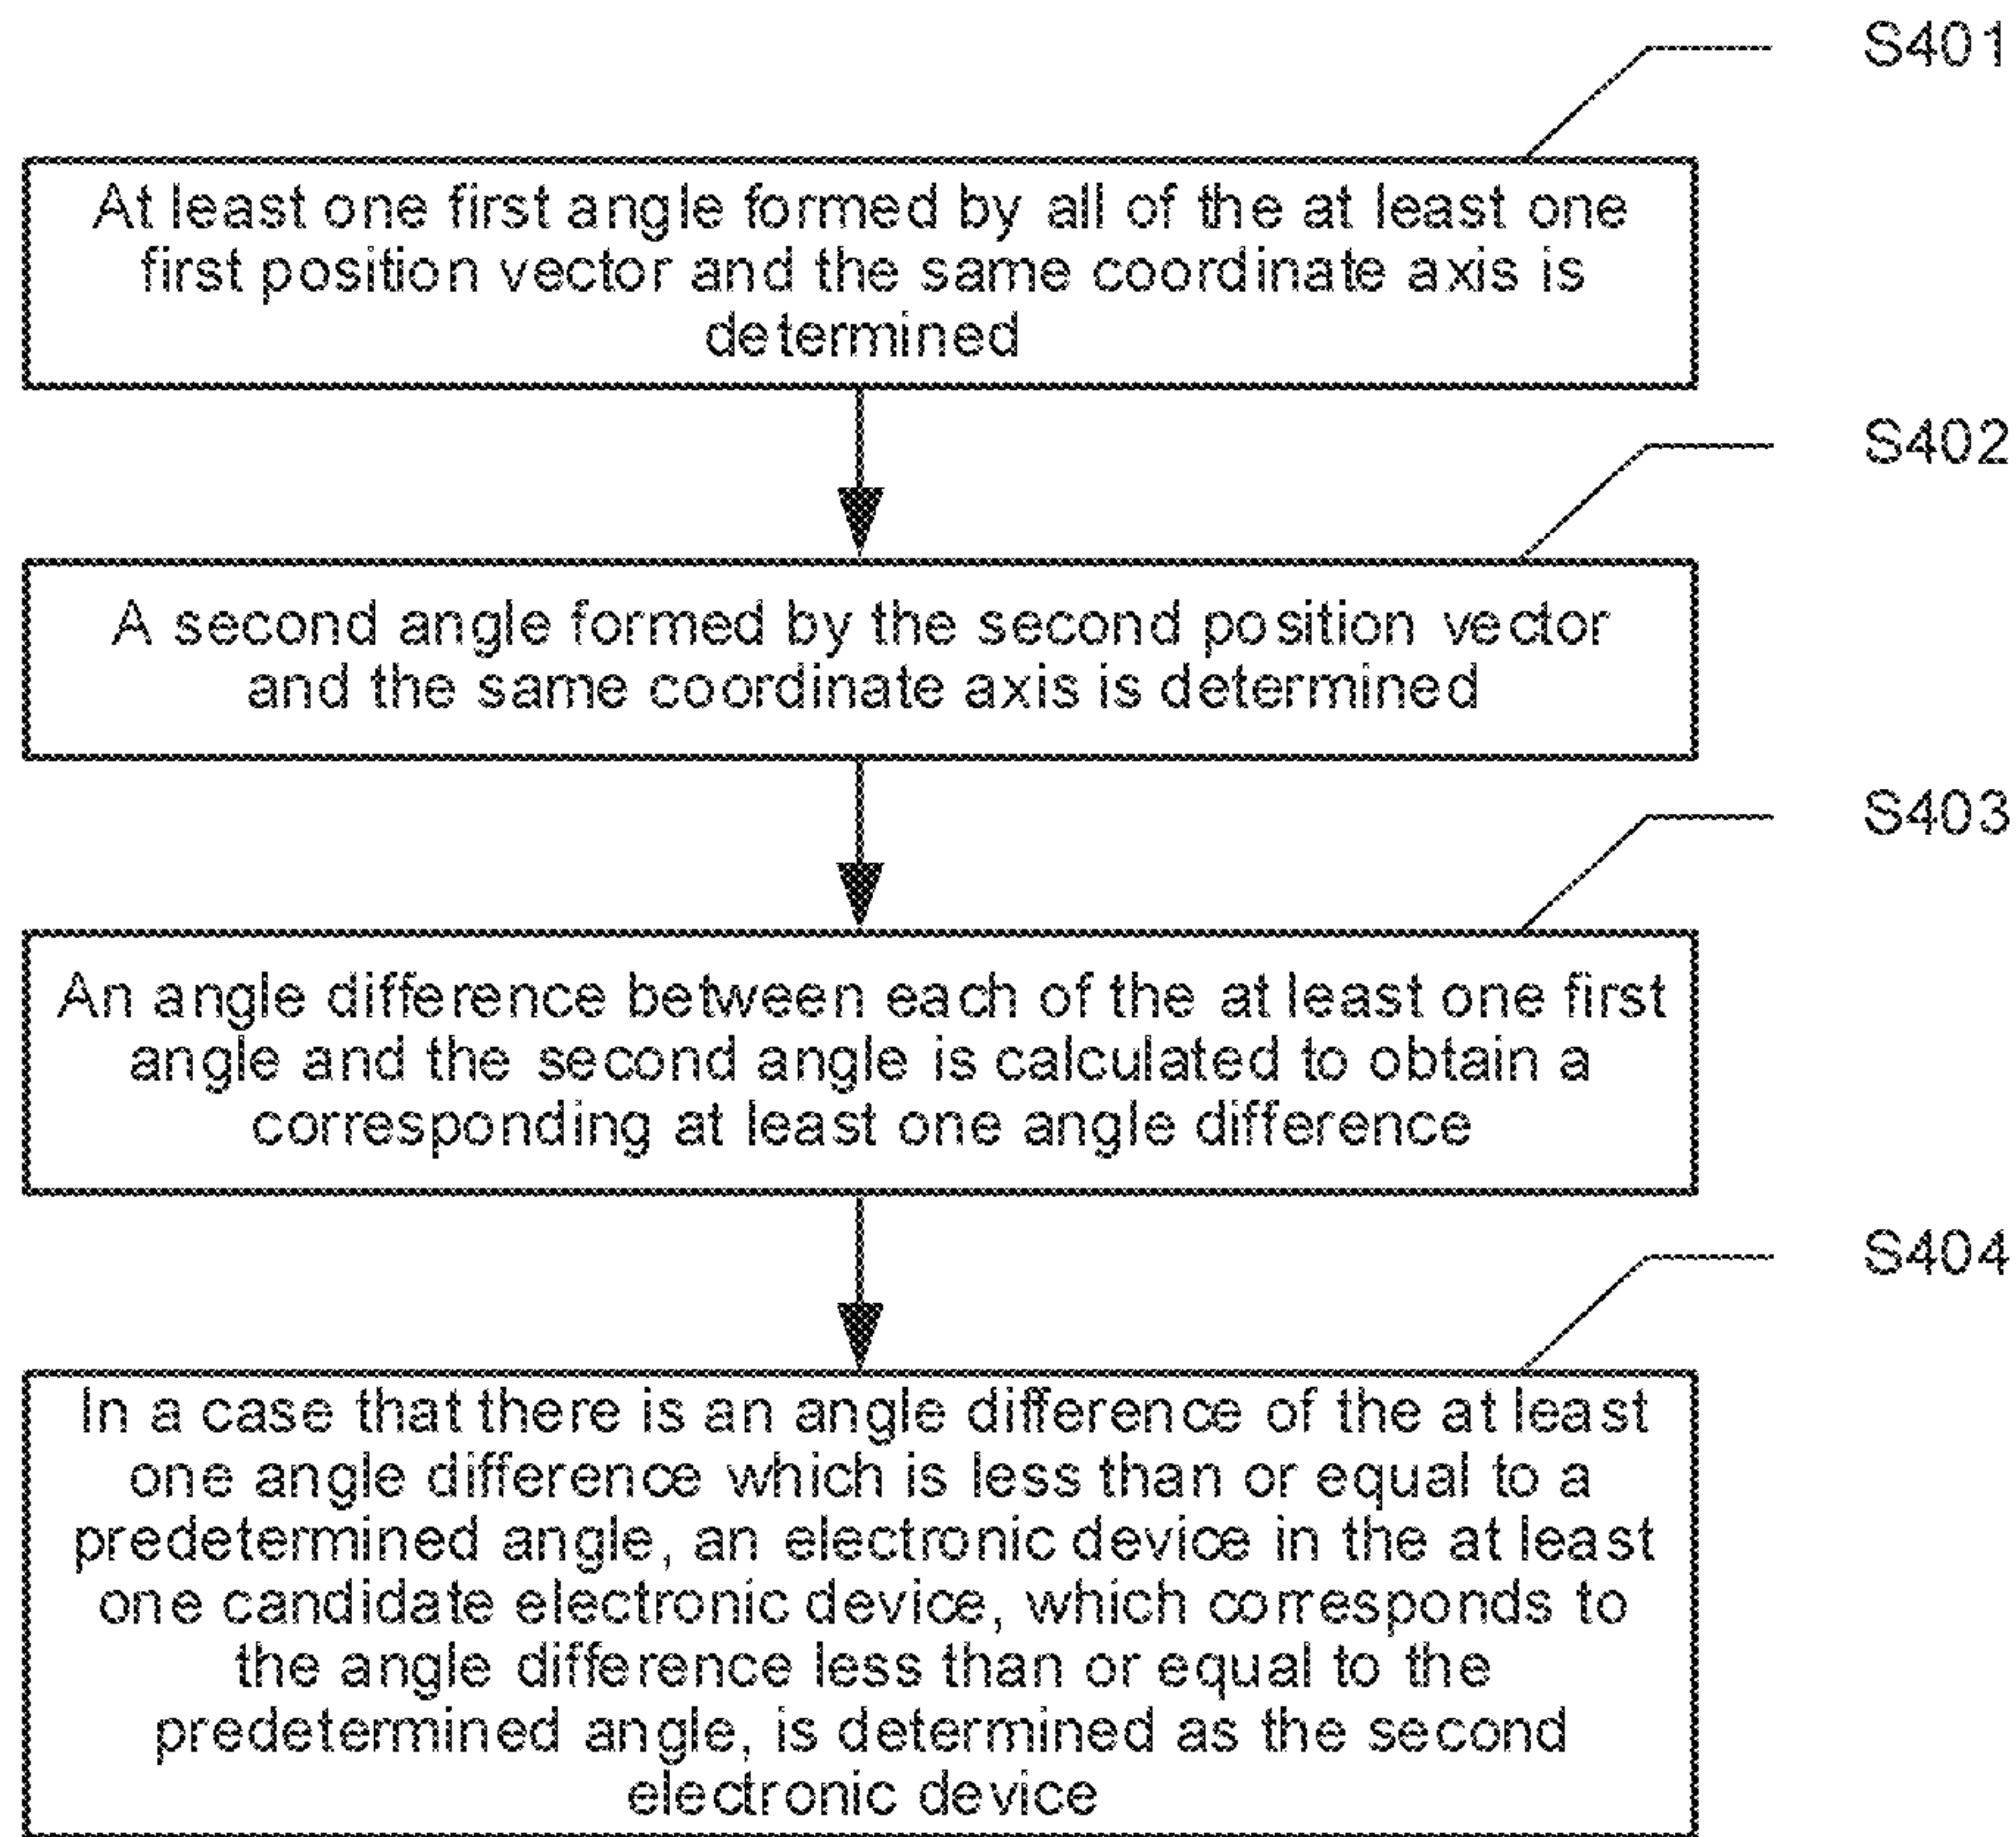 S401
At least one first angle formed by all of the at least one
first position vector and the same coordinate axis is
determined
S402
A second angle formed by the second position vector
and the same coordinate axis is determined
S403
An angle difference between each of the at least one first
angle and the second angle is calculated to obtain a
corresponding at least one angle difference
S404
In a case that there is an angle difference of the at least
one angle difference which is less than or equal to a
predetermined angle, an electronic device in the at least
one candidate electronic device, which corresponds to
the angle difference less than or equal to the
predetermined angle, is determined as the second
electronic device